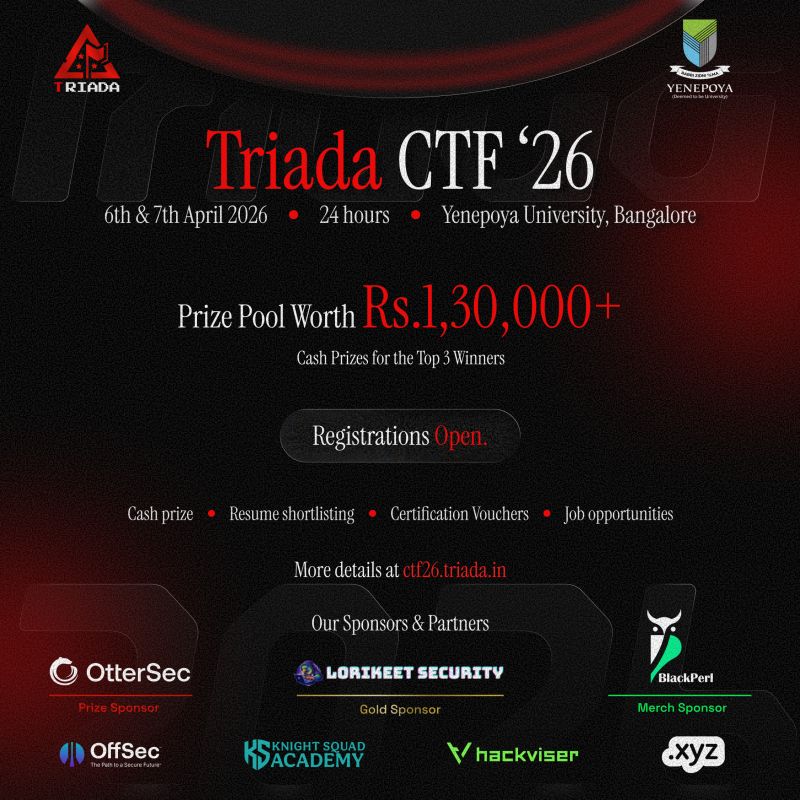 TRIADA
YENEPOYA
(Deemed to be University)
Triada CTF ‘26
6th & 7th April 2026 • 24 hours • Yenepoya University, Bangalore
Prize Pool Worth Rs.1,30,000+
Cash Prizes for the Top 3 Winners
Registrations Open.
Cash prize • Resume shortlisting • Certification Vouchers • Job opportunities
More details at ctf26.triada.in
Our Sponsors & Partners
OtterSec
Prize Sponsor
LORIKEET SECURITY
Gold Sponsor
BlackPerl
Merch Sponsor
OffSec
The Path to a Secure Future
KS KNIGHT SQUAD
ACADEMY
hackviser
.xyz